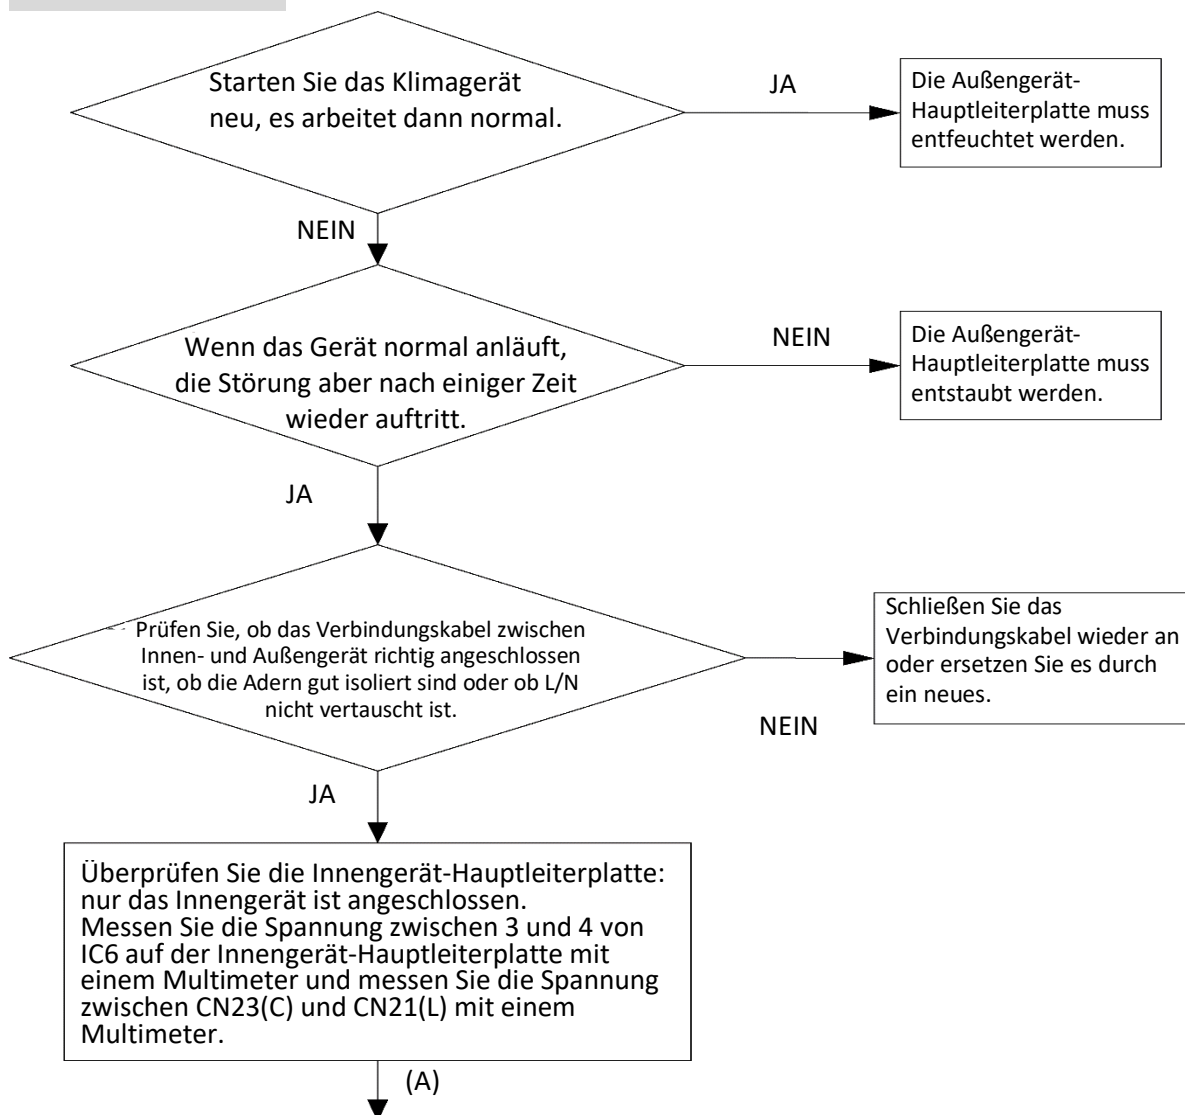 Starten Sie das Klimagerät
neu, es arbeitet dann normal.
JA
Die Außengerät-
Hauptleiterplatte muss
entfeuchtet werden.
NEIN
Wenn das Gerät normal anläuft,
die Störung aber nach einiger Zeit
wieder auftritt.
NEIN
Die Außengerät-
Hauptleiterplatte muss
entstaubt werden.
JA
Prüfen Sie, ob das Verbindungskabel zwischen
Innen- und Außengerät richtig angeschlossen
ist, ob die Adern gut isoliert sind oder ob L/N
nicht vertauscht ist.
NEIN
Schließen Sie das
Verbindungskabel wieder an
oder ersetzen Sie es durch
ein neues.
JA
Überprüfen Sie die Innengerät-Hauptleiterplatte:
nur das Innengerät ist angeschlossen.
Messen Sie die Spannung zwischen 3 und 4 von
IC6 auf der Innengerät-Hauptleiterplatte mit
einem Multimeter und messen Sie die Spannung
zwischen CN23(C) und CN21(L) mit einem
Multimeter.
(A)